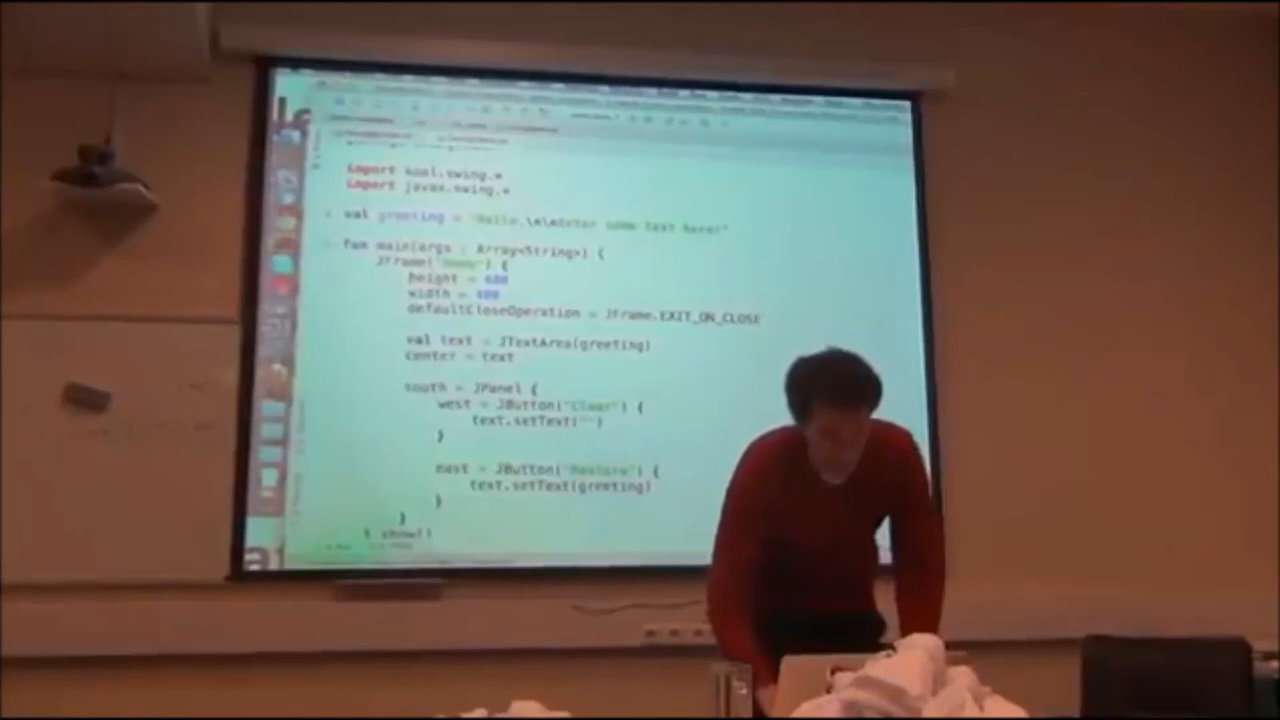 import kool.swing.*
import javax.swing.*
val greeting = "Hello,\n\nEnter some text here!"
fun main(args : Array<String>) {
JFrame("Demo") {
height = 400
width = 400
defaultCloseOperation = JFrame.EXIT_ON_CLOSE
val text = JTextArea(greeting)
center = text
south = JPanel {
west = JButton("Clear") {
text.setText("")
}
east = JButton("Restore") {
text.setText(greeting)
}
}
}.show()